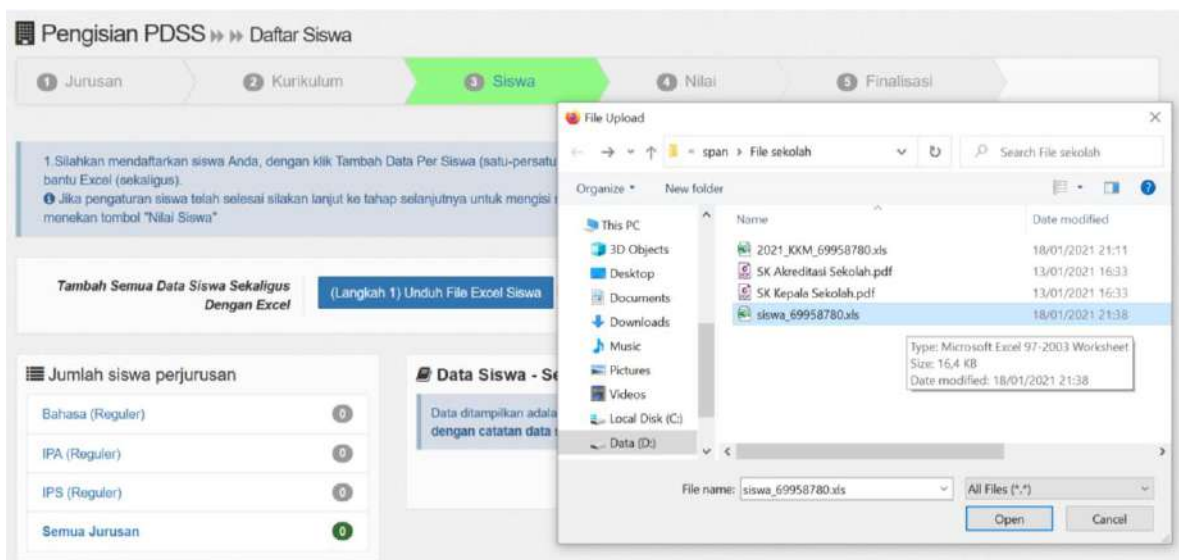 Pengisian PDSS » » Daftar Siswa
1 Jurusan
2 Kurikulum
3 Siswa
4 Nilai
5 Finalisasi
1.Silahkan mendaftarkan siswa Anda, dengan klik Tambah Data Per Siswa (satu-persatu
bantu Excel (sekaligus).
Jika pengaturan siswa telah selesai silakan lanjut ke tahap selanjutnya untuk mengisi
menekan tombol "Nilai Siswa"
Tambah Semua Data Siswa Sekaligus
Dengan Excel
(Langkah 1) Unduh File Excel Siswa
Jumlah siswa perjurusan
Bahasa (Reguler) 0
IPA (Reguler) 0
IPS (Reguler) 0
Semua Jurusan 0
Data Siswa - Se
Data ditampilkan adala
dengan catatan data
File Upload
« span > File sekolah
Search File sekolah
Organize
New folder
This PC
3D Objects
Desktop
Documents
Downloads
Music
Pictures
Videos
Local Disk (C:)
Data (D:)
Name Date modified
2021_KKM_69958780.xls 18/01/2021 21:11
SK Akreditasi Sekolah.pdf 13/01/2021 16:33
SK Kepala Sekolah.pdf 13/01/2021 16:33
siswa_69958780.xls 18/01/2021 21:38
Type: Microsoft Excel 97-2003 Worksheet
Size: 16,4 KB
Date modified: 18/01/2021 21:38
File name: siswa_69958780.xls
All Files (*.*)
Open
Cancel